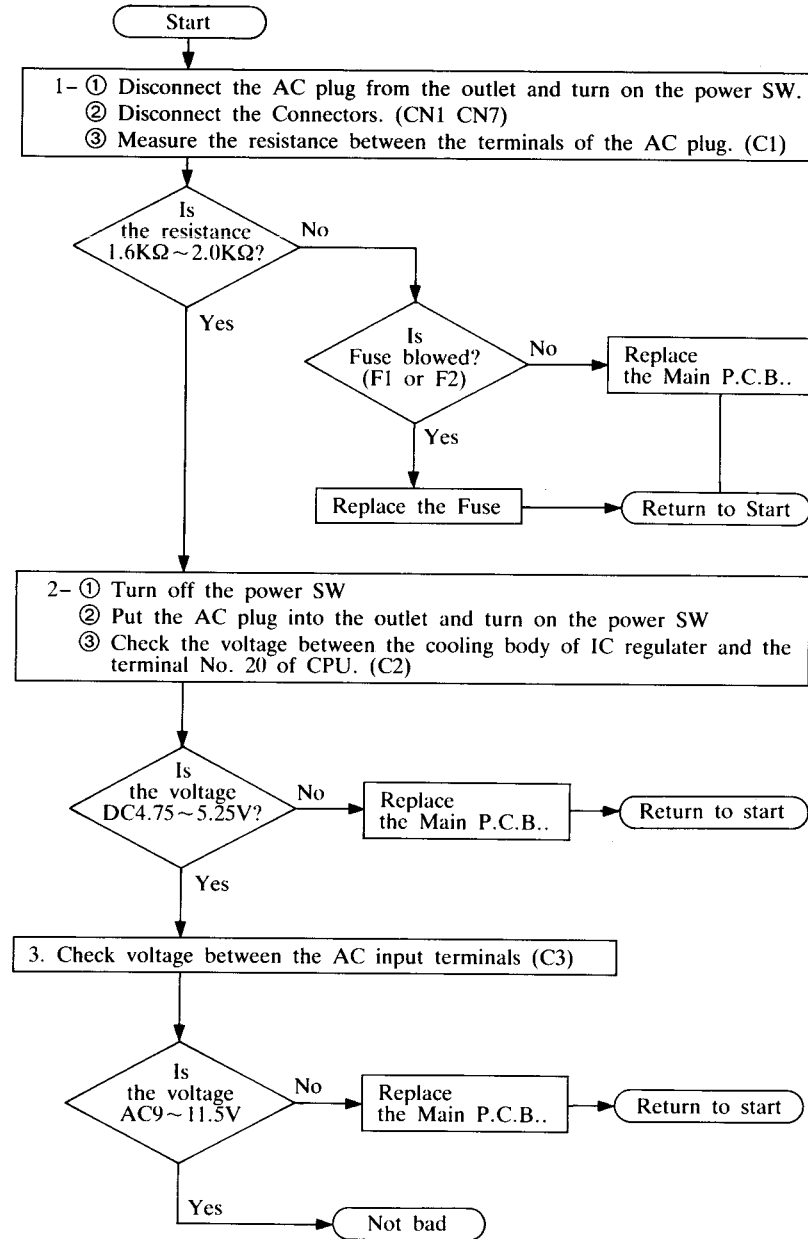 Start
1- ① Disconnect the AC plug from the outlet and turn on the power SW.
② Disconnect the Connectors. (CN1 CN7)
③ Measure the resistance between the terminals of the AC plug. (C1)
Is
the resistance
1.6KΩ~2.0KΩ?
No
Yes
Is
Fuse blowed?
(F1 or F2)
No
Replace
the Main P.C.B..
Yes
Replace the Fuse
Return to Start
2- ① Turn off the power SW
② Put the AC plug into the outlet and turn on the power SW
③ Check the voltage between the cooling body of IC regulater and the
terminal No. 20 of CPU. (C2)
Is
the voltage
DC4.75~5.25V?
No
Replace
the Main P.C.B..
Return to start
Yes
3. Check voltage between the AC input terminals (C3)
Is
the voltage
AC9~11.5V
No
Replace
the Main P.C.B..
Return to start
Yes
Not bad